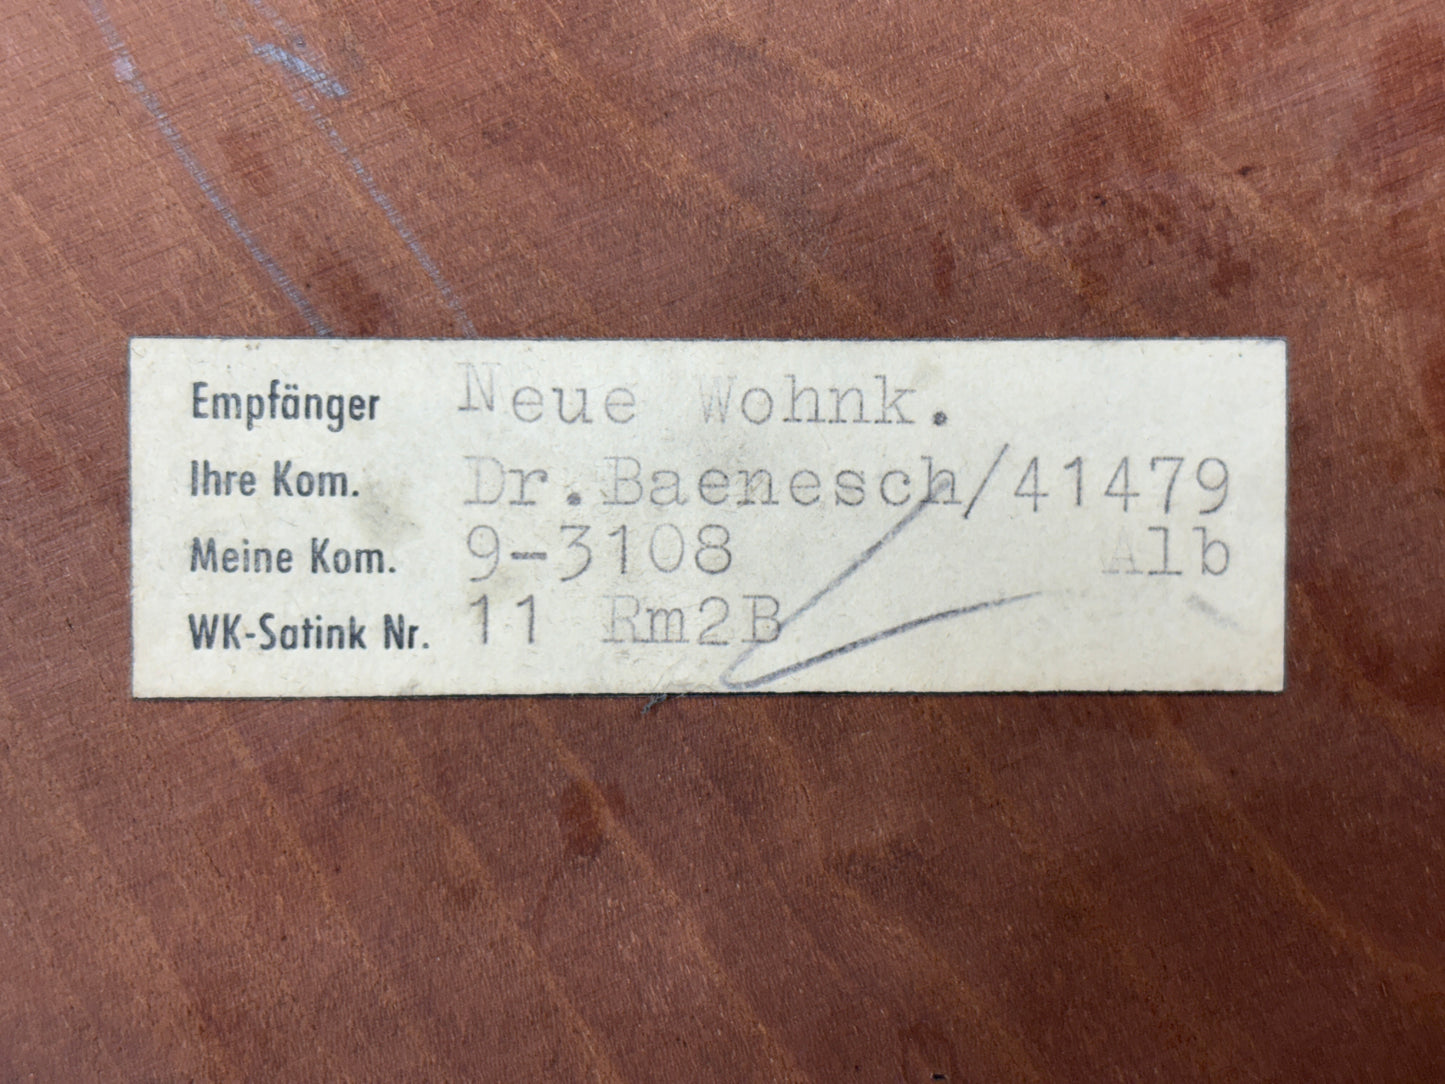 Empfänger Neue Wohnk.
Ihre Kom. Dr.Baenesch/41479
Meine Kom. 9-3108 Alb
WK-Satink Nr. 11 Rm2B